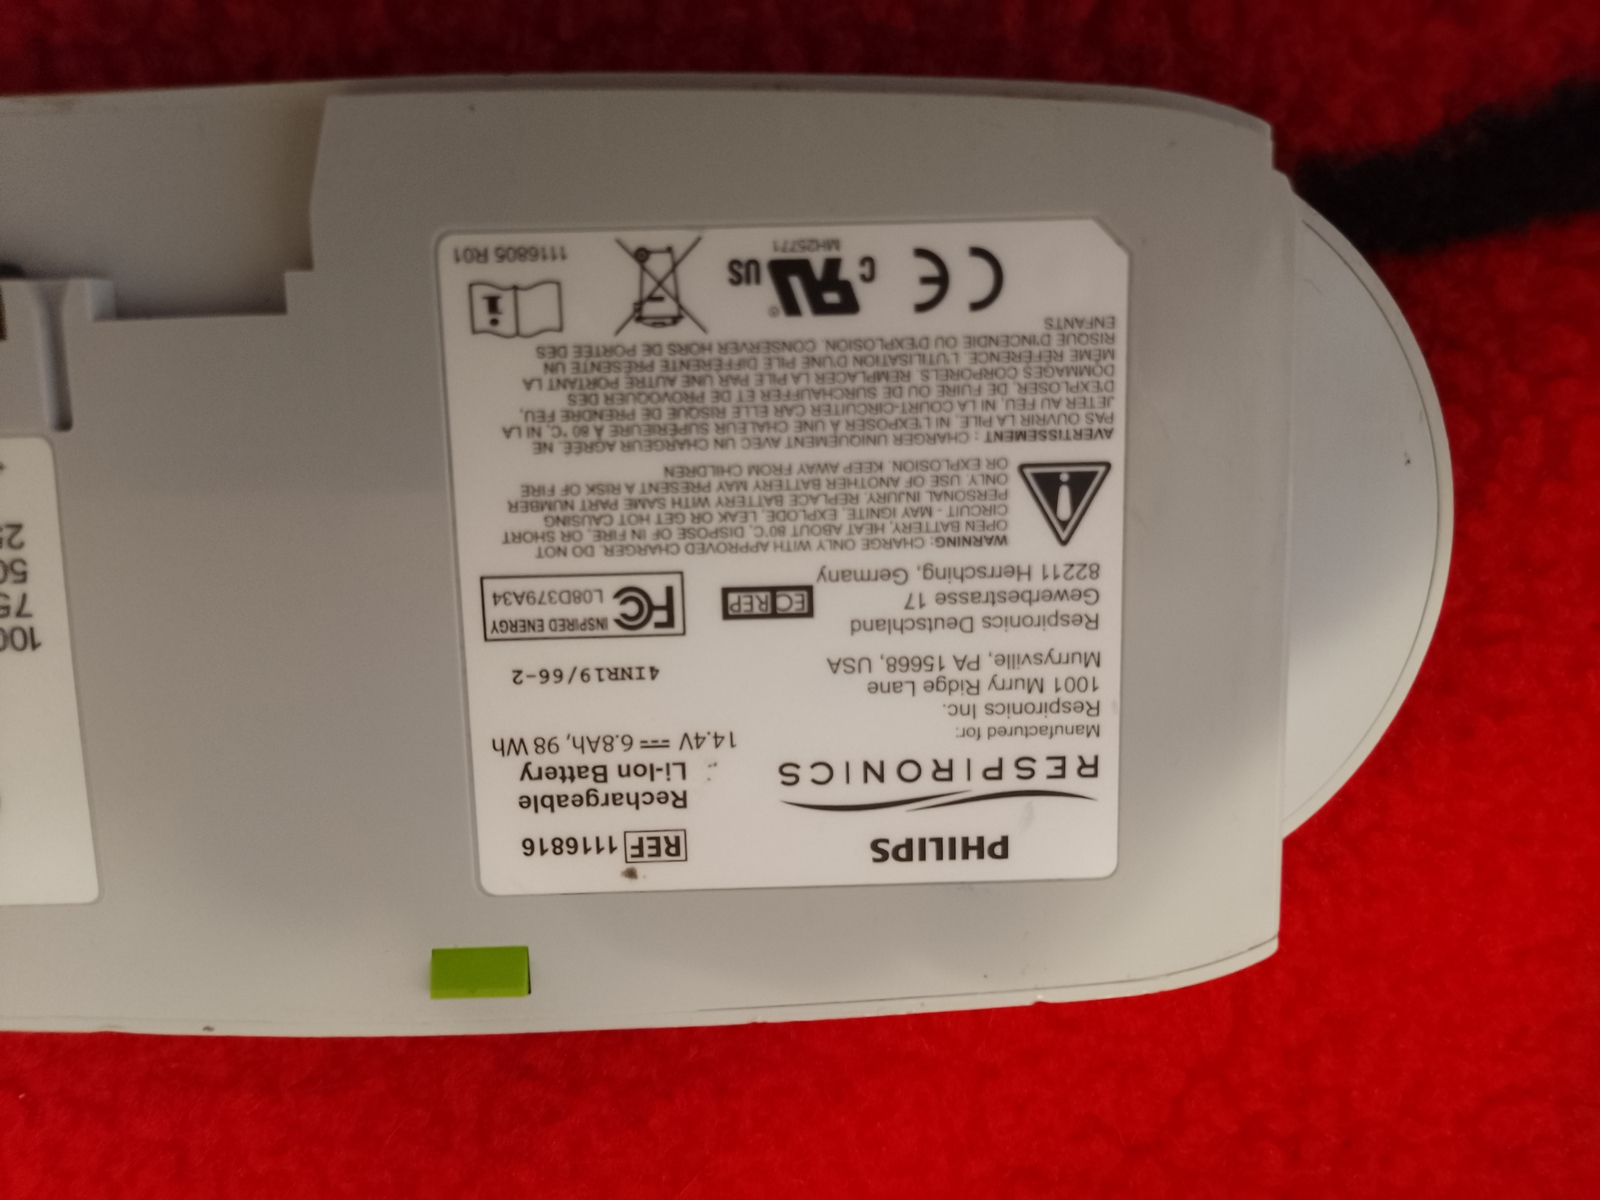 PHILIPS
RESPIRONICS
REF 1116816
Rechargeable
Li-Ion Battery
14.4V ⎓ 6.8Ah, 98 Wh
Manufactured for:
Respironics Inc.
1001 Murry Ridge Lane
Murrysville, PA 15668, USA
4INR19/66-2
Respironics Deutschland
Gewerbestrasse 17
82211 Herrsching, Germany
EC REP
FC INSPIRED ENERGY
L08D379A34
WARNING: CHARGE ONLY WITH APPROVED CHARGER. DO NOT
OPEN BATTERY, HEAT ABOUT 80°C, DISPOSE OF IN FIRE, OR SHORT
CIRCUIT - MAY IGNITE, EXPLODE, LEAK OR GET HOT CAUSING
PERSONAL INJURY. REPLACE BATTERY WITH SAME PART NUMBER
ONLY. USE OF ANOTHER BATTERY MAY PRESENT A RISK OF FIRE
OR EXPLOSION. KEEP AWAY FROM CHILDREN
AVERTISSEMENT : CHARGER UNIQUEMENT AVEC UN CHARGEUR AGRÉÉ. NE
PAS OUVRIR LA PILE, NI L'EXPOSER À UNE CHALEUR SUPÉRIEURE À 80 °C, NI LA
JETER AU FEU, NI LA COURT-CIRCUITER CAR ELLE RISQUE DE PRENDRE FEU,
D'EXPLOSER, DE FUIRE OU DE SURCHAUFFER ET DE PROVOQUER DES
DOMMAGES CORPORELS. REMPLACER LA PILE PAR UNE AUTRE PORTANT LA
MÊME RÉFÉRENCE. L'UTILISATION D'UNE PILE DIFFÉRENTE PRÉSENTE UN
RISQUE D'INCENDIE OU D'EXPLOSION. CONSERVER HORS DE PORTÉE DES
ENFANTS
CE
C UR US ®
MH25771
i
1116805 R01
100
75
50
25